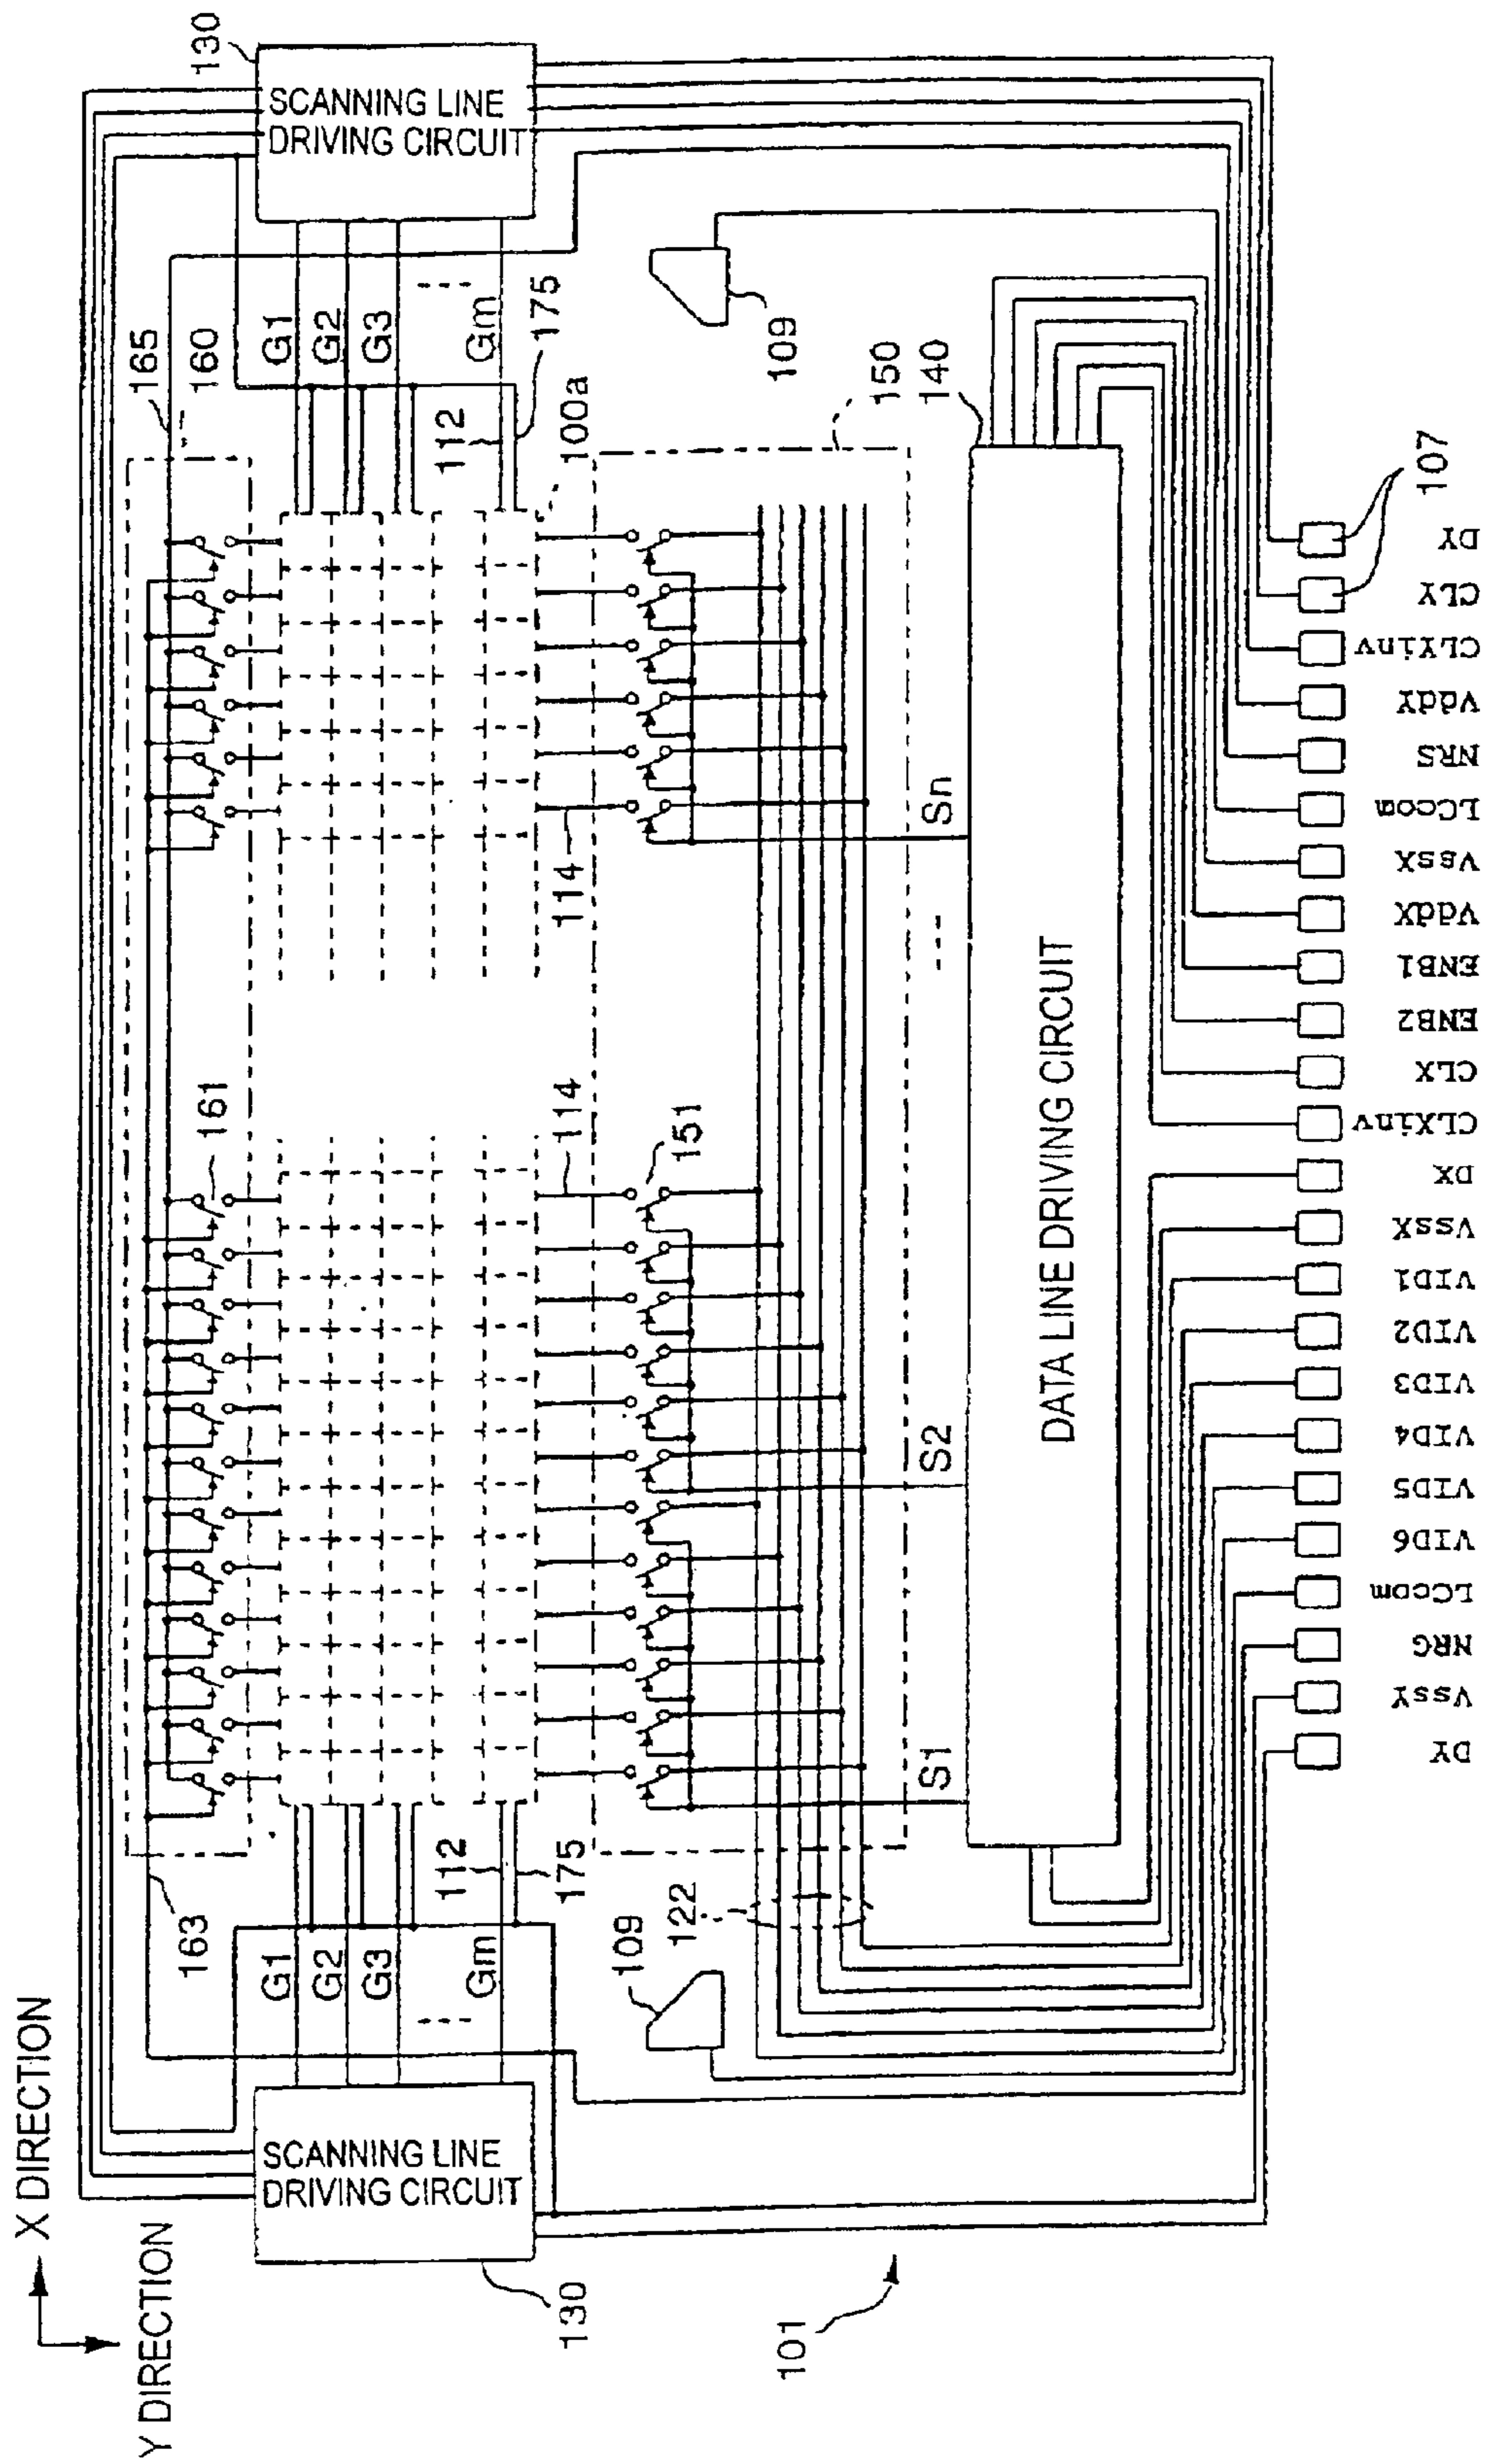 X DIRECTION
Y DIRECTION
130
163
165
160
161
SCANNING LINE
DRIVING CIRCUIT
SCANNING LINE
DRIVING CIRCUIT
G1
G2
G3
Gm
G1
G2
G3
Gm
112
175
112
175
100a
130
114
114
109
122
151
109
150
140
101
S1
S2
Sn
DATA LINE DRIVING CIRCUIT
107
DY
VssY
NRG
LCcom
VID6
VID5
VID4
VID3
VID2
VID1
VssX
DX
CLXinv
CLX
ENB2
ENB1
VddX
VssX
LCcom
NRS
VddY
CLYinv
CLY
DY